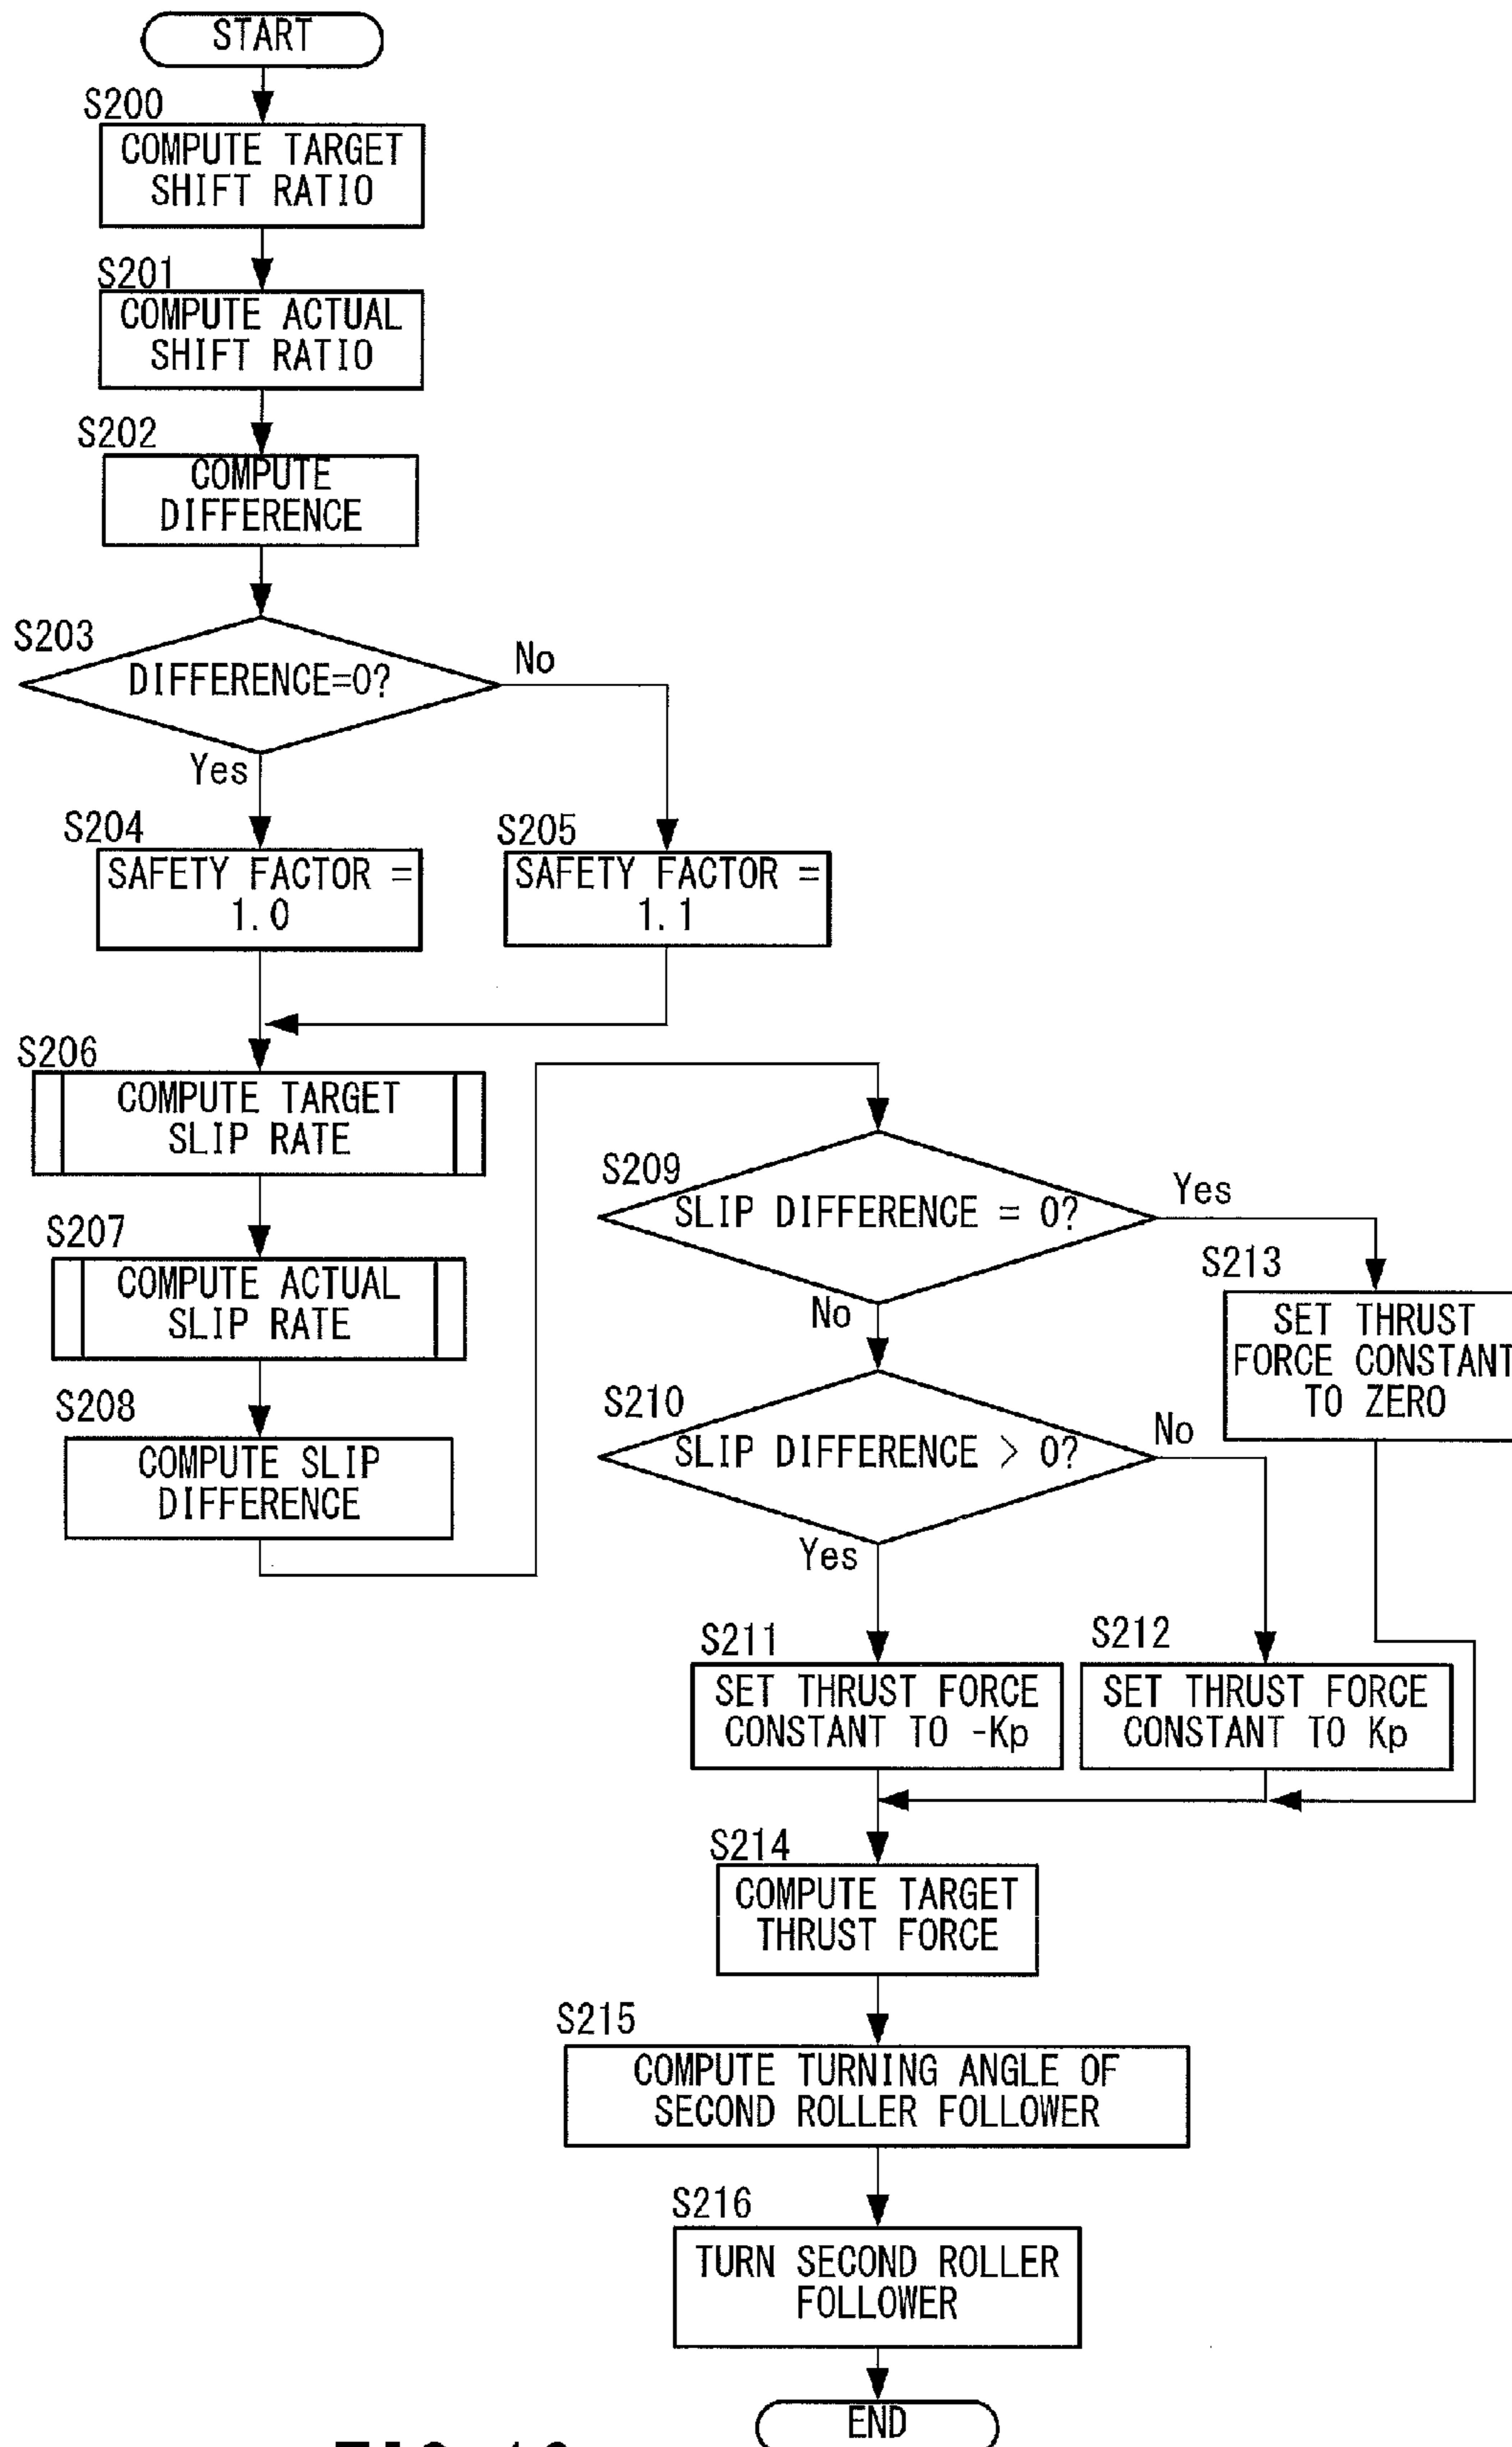 START
S200
COMPUTE TARGET
SHIFT RATIO
S201
COMPUTE ACTUAL
SHIFT RATIO
S202
COMPUTE
DIFFERENCE
S203
DIFFERENCE=0?
No
Yes
S204
SAFETY FACTOR =
1.0
S205
SAFETY FACTOR =
1.1
S206
COMPUTE TARGET
SLIP RATE
S207
COMPUTE ACTUAL
SLIP RATE
S208
COMPUTE SLIP
DIFFERENCE
S209
SLIP DIFFERENCE = 0?
Yes
No
S213
SET THRUST
FORCE CONSTANT
TO ZERO
S210
SLIP DIFFERENCE > 0?
No
Yes
S211
SET THRUST FORCE
CONSTANT TO -Kp
S212
SET THRUST FORCE
CONSTANT TO Kp
S214
COMPUTE TARGET
THRUST FORCE
S215
COMPUTE TURNING ANGLE OF
SECOND ROLLER FOLLOWER
S216
TURN SECOND ROLLER
FOLLOWER
END